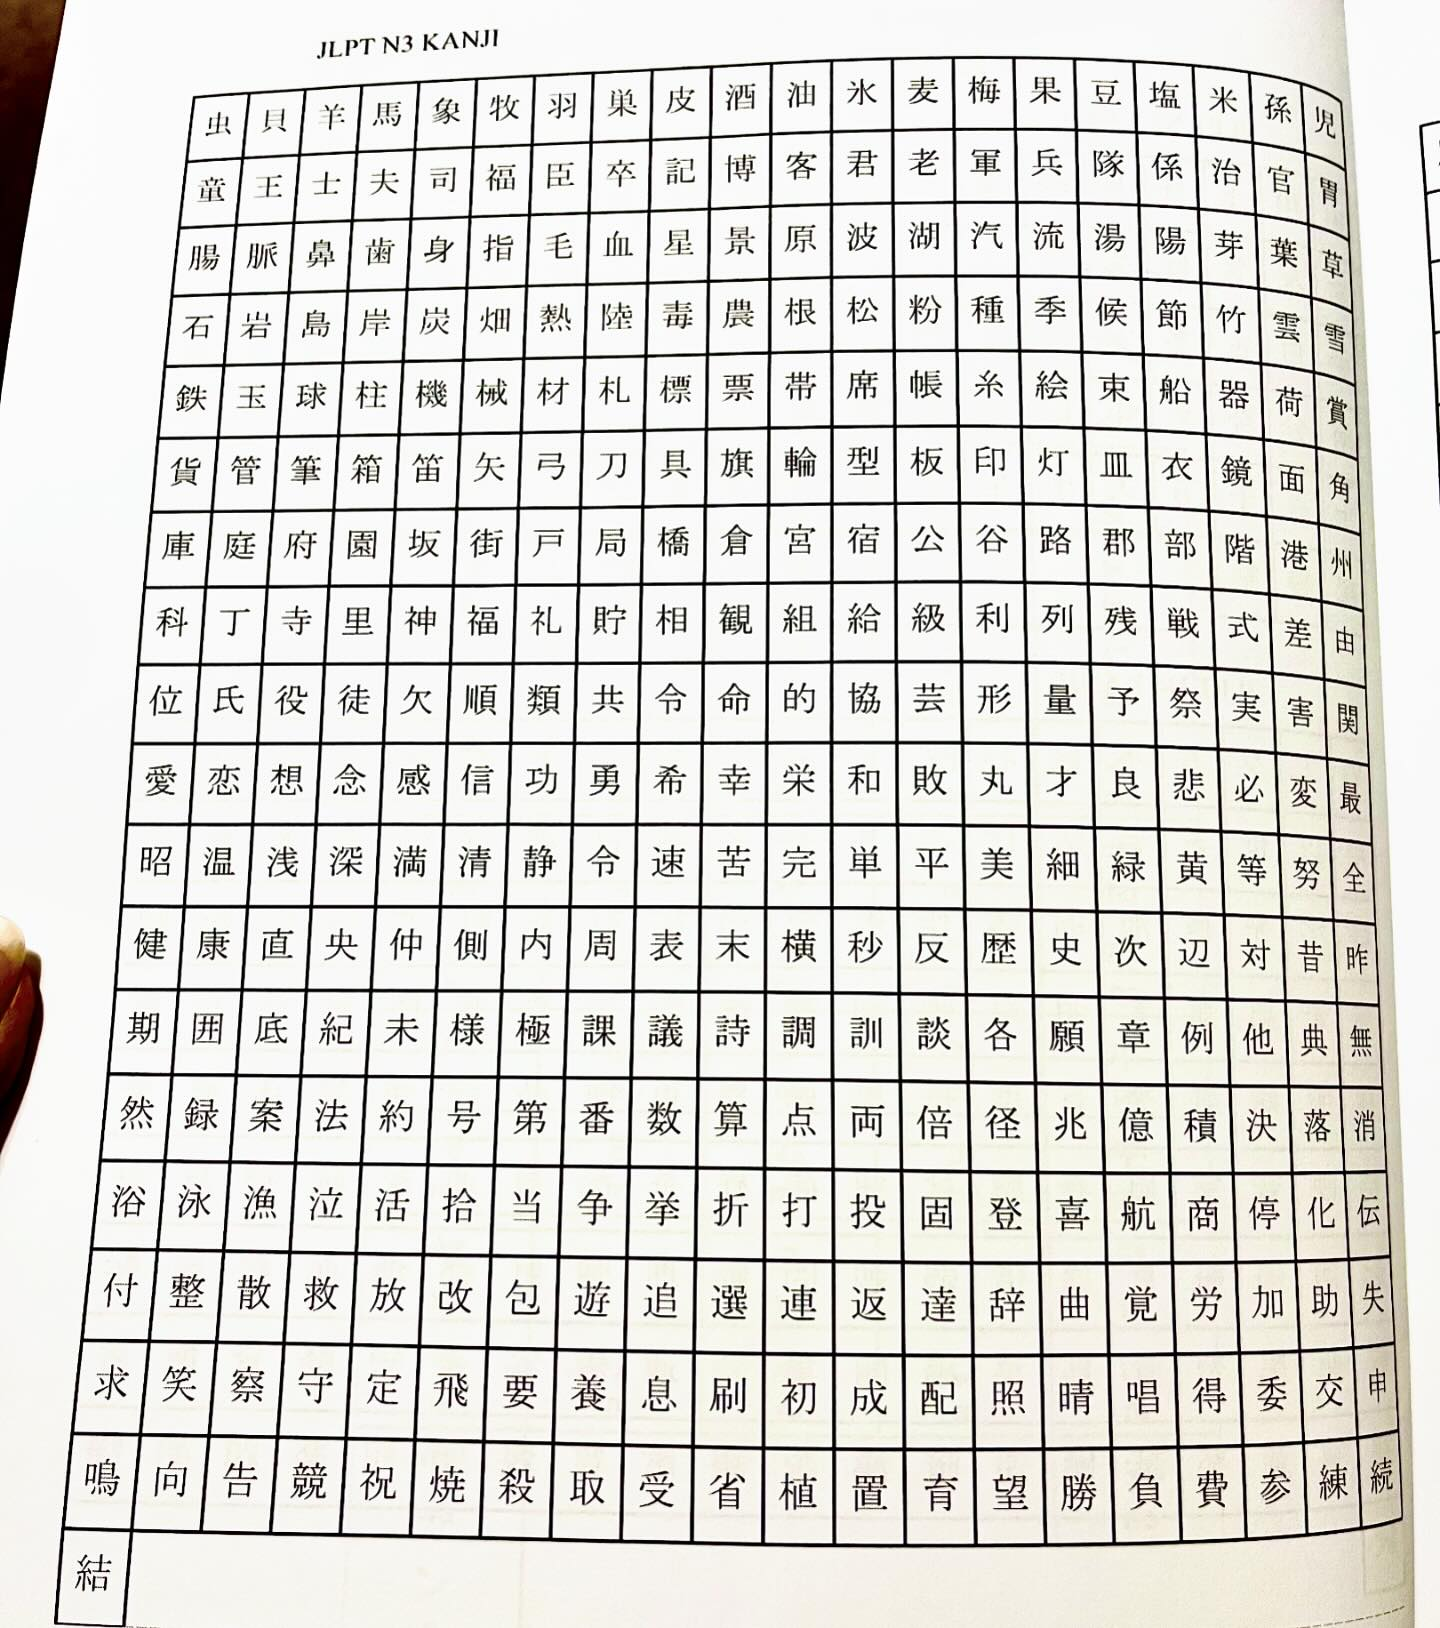 JLPT N3 KANJI
虫 貝 羊 馬 象 牧 羽 巣 皮 酒 油 氷 麦 梅 果 豆 塩 米 孫 児
童 王 士 夫 司 福 臣 卒 記 博 客 君 老 軍 兵 隊 係 治 官 胃
腸 脈 鼻 歯 身 指 毛 血 星 景 原 波 湖 汽 流 湯 陽 芽 葉 草
石 岩 島 岸 炭 畑 熱 陸 毒 農 根 松 粉 種 季 候 節 竹 雲 雪
鉄 玉 球 柱 機 械 材 札 標 票 帯 席 帳 糸 絵 束 船 器 荷 賞
貨 管 筆 箱 笛 矢 弓 刀 具 旗 輪 型 板 印 灯 皿 衣 鏡 面 角
庫 庭 府 園 坂 街 戸 局 橋 倉 宮 宿 公 谷 路 郡 部 階 港 州
科 丁 寺 里 神 福 礼 貯 相 観 組 給 級 利 列 残 戦 式 差 由
位 氏 役 徒 欠 順 類 共 令 命 的 協 芸 形 量 予 祭 実 害 関
愛 恋 想 念 感 信 功 勇 希 幸 栄 和 敗 丸 才 良 悲 必 変 最
昭 温 浅 深 満 清 静 令 速 苦 完 単 平 美 細 緑 黄 等 努 全
健 康 直 央 仲 側 内 周 表 末 横 秒 反 歴 史 次 辺 対 昔 昨
期 囲 底 紀 未 様 極 課 議 詩 調 訓 談 各 願 章 例 他 典 無
然 録 案 法 約 号 第 番 数 算 点 両 倍 径 兆 億 積 決 落 消
浴 泳 漁 泣 活 拾 当 争 挙 折 打 投 固 登 喜 航 商 停 化 伝
付 整 散 救 放 改 包 遊 追 選 連 返 達 辞 曲 覚 労 加 助 失
求 笑 察 守 定 飛 要 養 息 刷 初 成 配 照 晴 唱 得 委 交 申
鳴 向 告 競 祝 焼 殺 取 受 省 植 置 育 望 勝 負 費 参 練 続
結